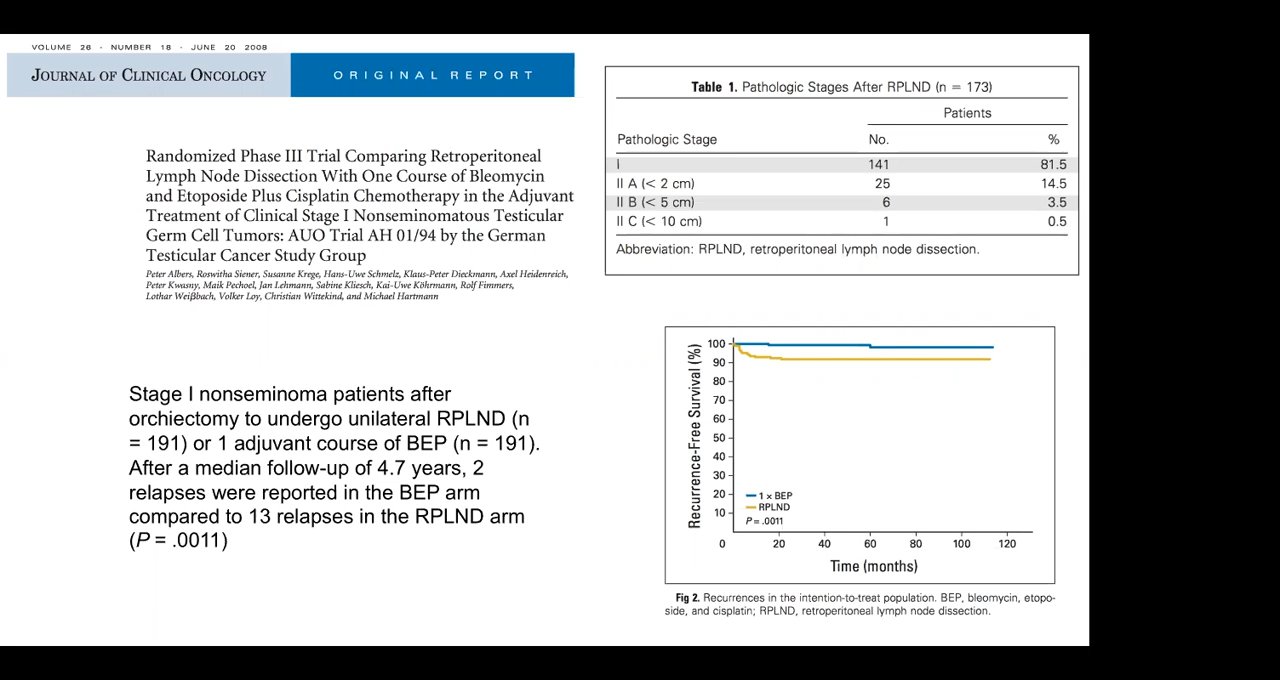 VOLUME 26 · NUMBER 18 · JUNE 20 2008
JOURNAL OF CLINICAL ONCOLOGY
ORIGINAL REPORT
Randomized Phase III Trial Comparing Retroperitoneal
Lymph Node Dissection With One Course of Bleomycin
and Etoposide Plus Cisplatin Chemotherapy in the Adjuvant
Treatment of Clinical Stage I Nonseminomatous Testicular
Germ Cell Tumors: AUO Trial AH 01/94 by the German
Testicular Cancer Study Group
Peter Albers, Roswitha Siener, Susanne Krege, Hans-Uwe Schmelz, Klaus-Peter Dieckmann, Axel Heidenreich,
Peter Kwasny, Maik Pechoel, Jan Lehmann, Sabine Kliesch, Kai-Uwe Köhrmann, Rolf Fimmers,
Lothar Weißbach, Volker Loy, Christian Wittekind, and Michael Hartmann
Stage I nonseminoma patients after
orchiectomy to undergo unilateral RPLND (n
= 191) or 1 adjuvant course of BEP (n = 191).
After a median follow-up of 4.7 years, 2
relapses were reported in the BEP arm
compared to 13 relapses in the RPLND arm
(P = .0011)
Table 1. Pathologic Stages After RPLND (n = 173)
Patients
Pathologic Stage No. %
I 141 81.5
II A (< 2 cm) 25 14.5
II B (< 5 cm) 6 3.5
II C (< 10 cm) 1 0.5
Abbreviation: RPLND, retroperitoneal lymph node dissection.
Recurrence-Free Survival (%)
100
90
80
70
60
50
40
30
20
10
1 x BEP
RPLND
P = .0011
0 20 40 60 80 100 120
Time (months)
Fig 2. Recurrences in the intention-to-treat population. BEP, bleomycin, etopo-
side, and cisplatin; RPLND, retroperitoneal lymph node dissection.